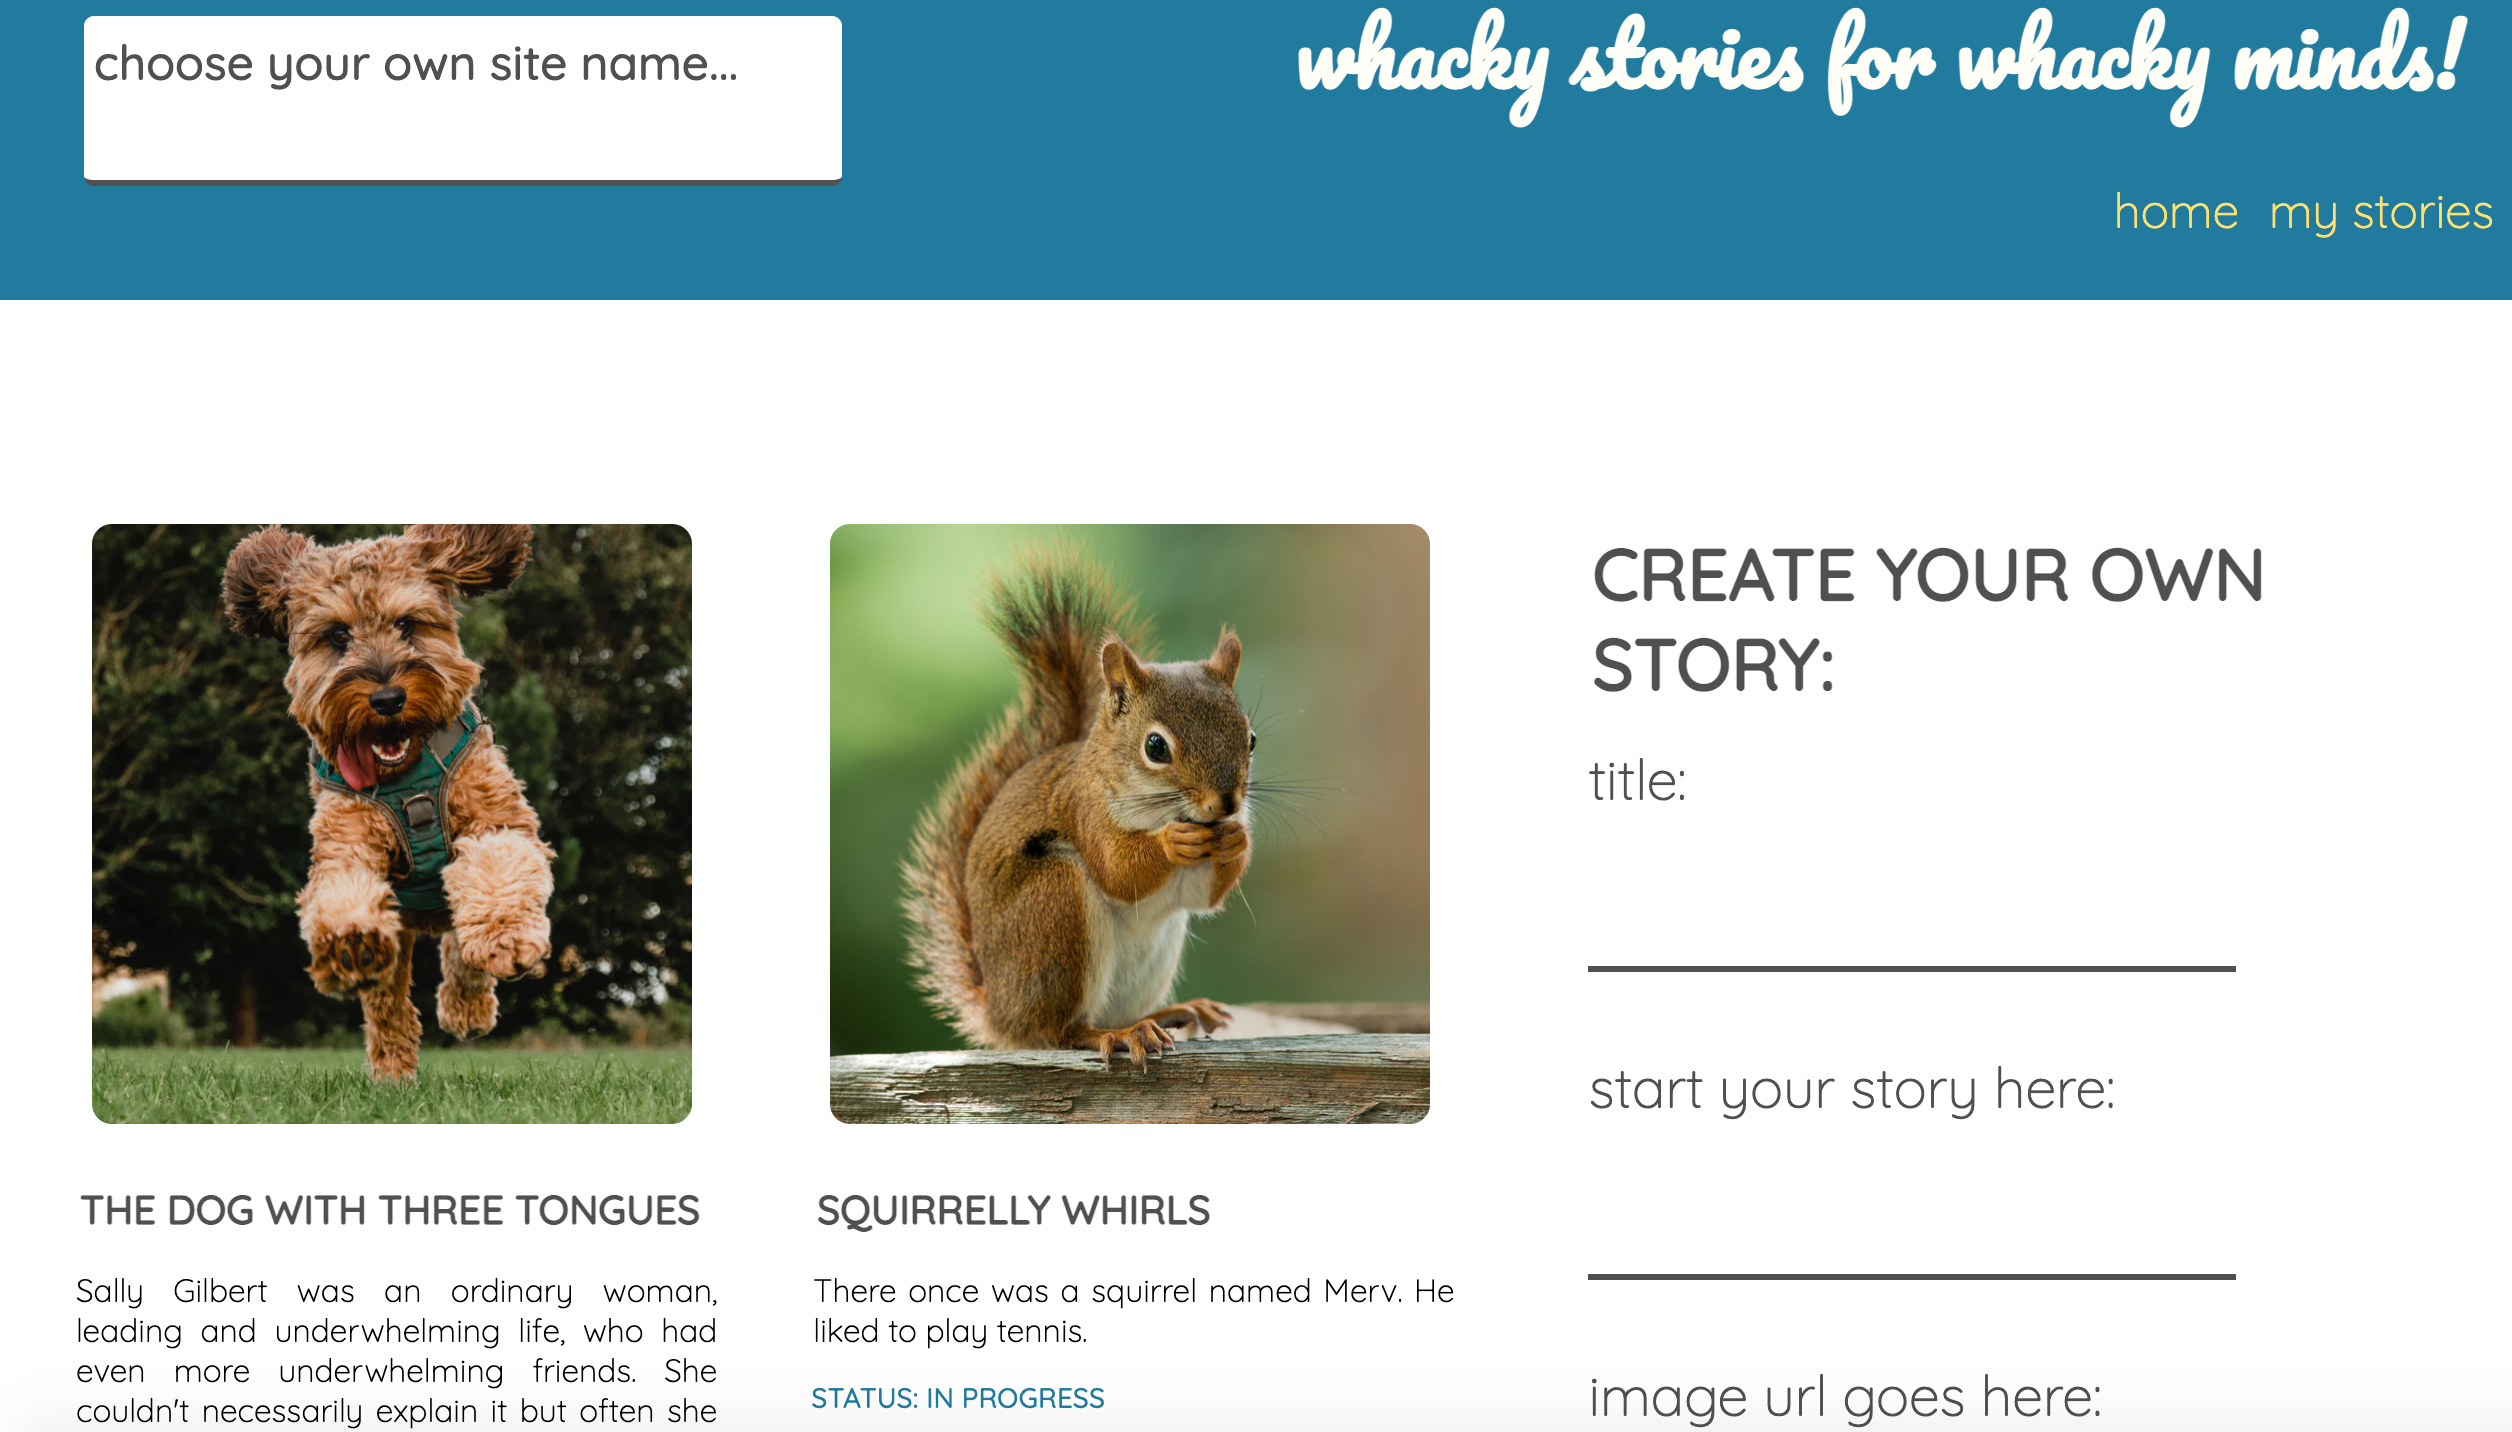 choose your own site name...
whacky stories for whacky minds!
home my stories
THE DOG WITH THREE TONGUES
Sally Gilbert was an ordinary woman,
leading and underwhelming life, who had
even more underwhelming friends. She
couldn't necessarily explain it but often she
SQUIRRELLY WHIRLS
There once was a squirrel named Merv. He
liked to play tennis.
STATUS: IN PROGRESS
CREATE YOUR OWN
STORY:
title:
start your story here:
image url goes here: